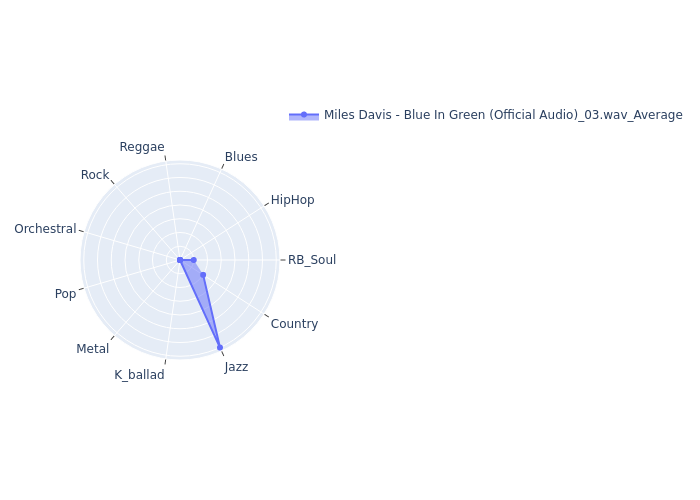 Miles Davis - Blue In Green (Official Audio)_03.wav_Average
Reggae
Blues
Rock
HipHop
Orchestral
RB_Soul
Pop
Country
Metal
Jazz
K_ballad